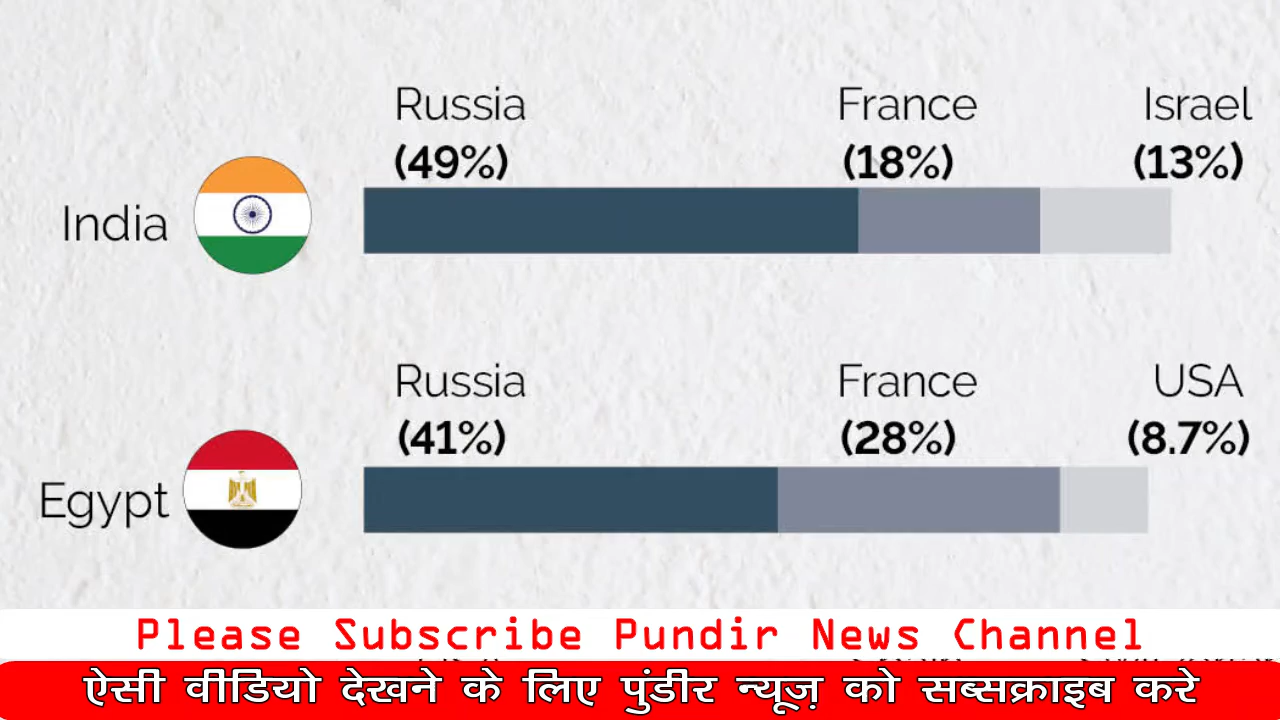 Russia France Israel
(49%) (18%) (13%)
India
Russia France USA
(41%) (28%) (8.7%)
Egypt
Please Subscribe Pundir News Channel
ऐसी वीडियो देखने के लिए पुंडीर न्यूज़ को सब्सक्राइब करे